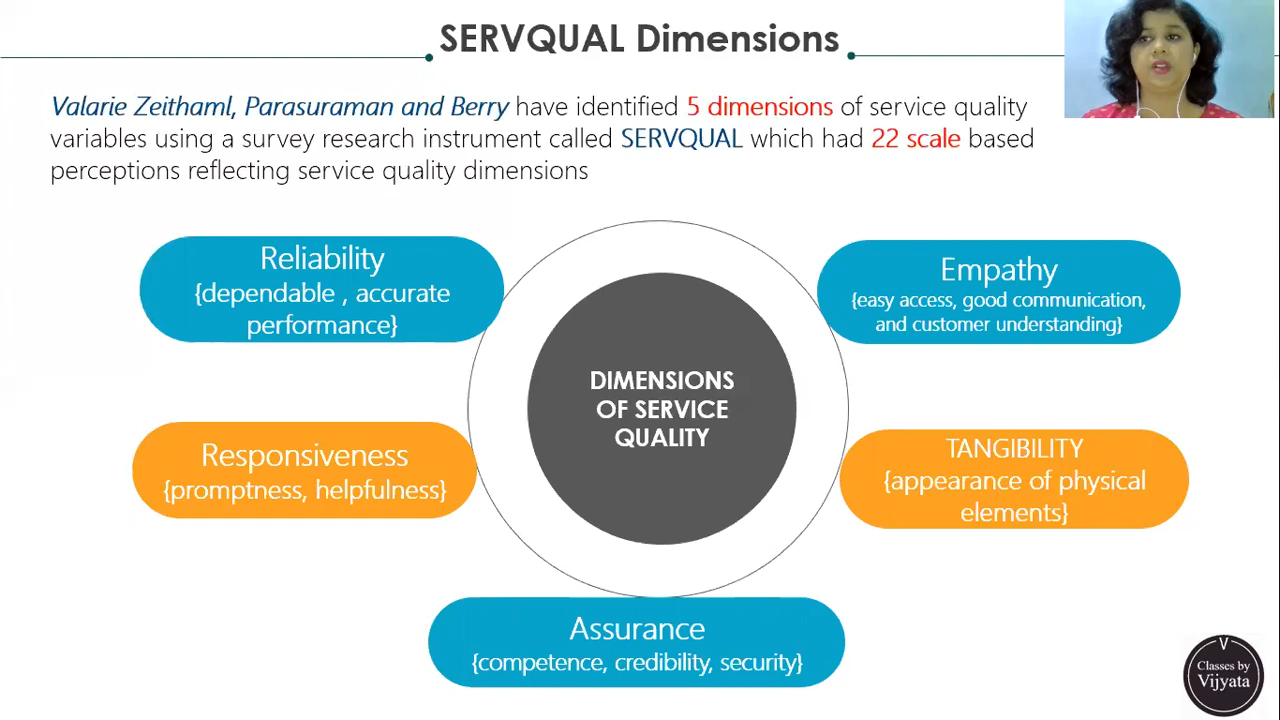 SERVQUAL Dimensions
Valarie Zeithaml, Parasuraman and Berry have identified 5 dimensions of service quality
variables using a survey research instrument called SERVQUAL which had 22 scale based
perceptions reflecting service quality dimensions
Reliability
{dependable , accurate
performance}
Empathy
{easy access, good communication,
and customer understanding}
DIMENSIONS
OF SERVICE
QUALITY
Responsiveness
{promptness, helpfulness}
TANGIBILITY
{appearance of physical
elements}
Assurance
{competence, credibility, security}
V
Classes by
Vijyata